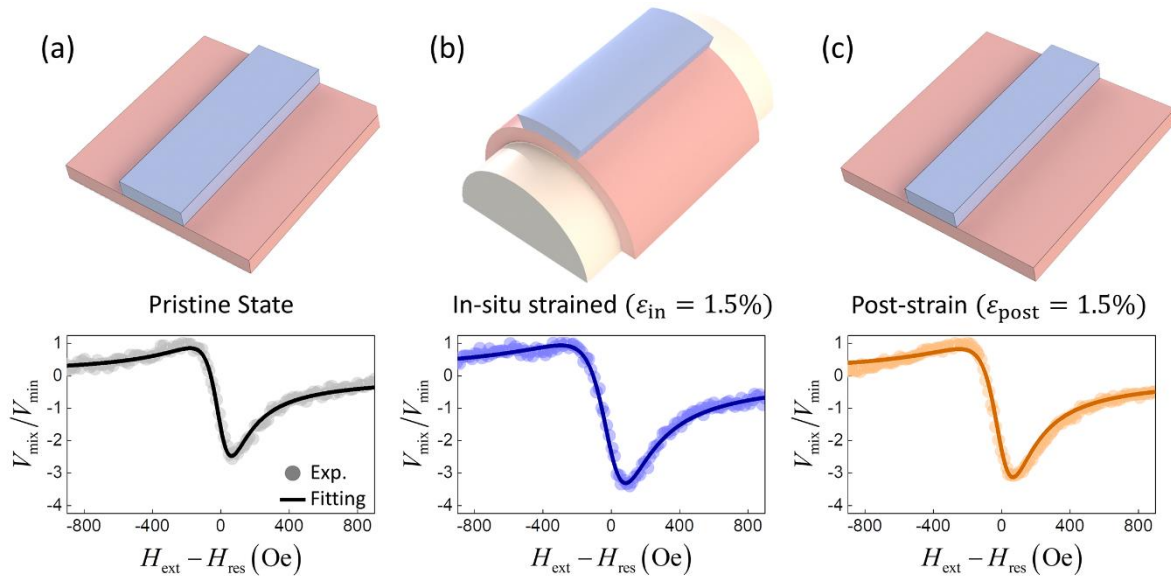 (a)
(b)
(c)
Pristine State
In-situ strained (εin = 1.5%)
Post-strain (εpost = 1.5%)
Vmix/Vmin
1
0
-1
-2
-3
-4
Exp.
Fitting
-800 -400 0 400 800
Hext − Hres (Oe)
Vmix/Vmin
1
0
-1
-2
-3
-4
-800 -400 0 400 800
Hext − Hres (Oe)
Vmix/Vmin
1
0
-1
-2
-3
-4
-800 -400 0 400 800
Hext − Hres (Oe)